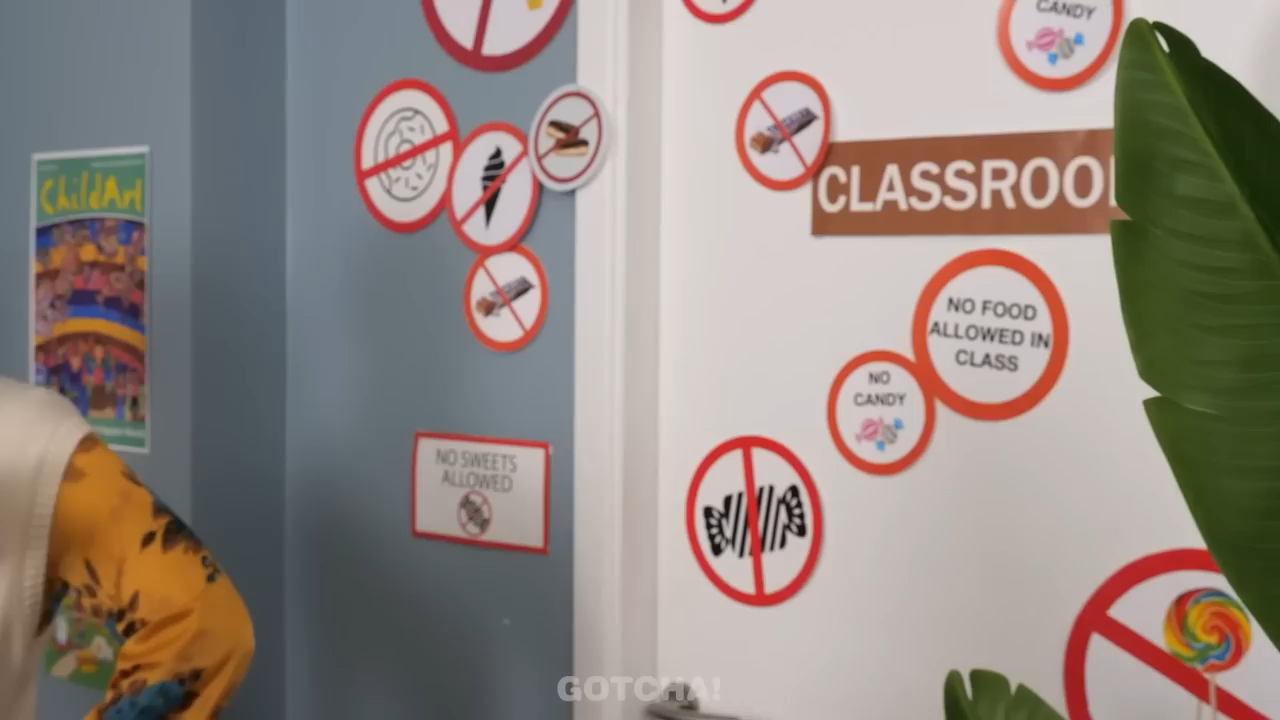 CANDY
ChildArt
CLASSROO
NO FOOD
ALLOWED IN
CLASS
NO
CANDY
NO SWEETS
ALLOWED
GOTCHA!